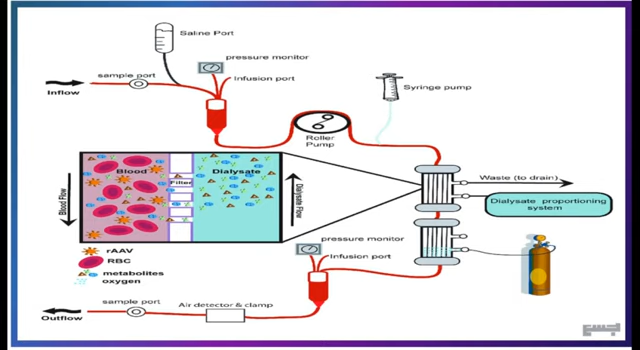 Saline Port
pressure monitor
sample port
Infusion port
Inflow
Syringe pump
Roller
Pump
Blood
Dialysate
Filter
Blood Flow
Dialysate Flow
Waste (to drain)
Dialysate proportioning
system
rAAV
RBC
metabolites
oxygen
pressure monitor
Infusion port
sample port
Air detector & clamp
Outflow